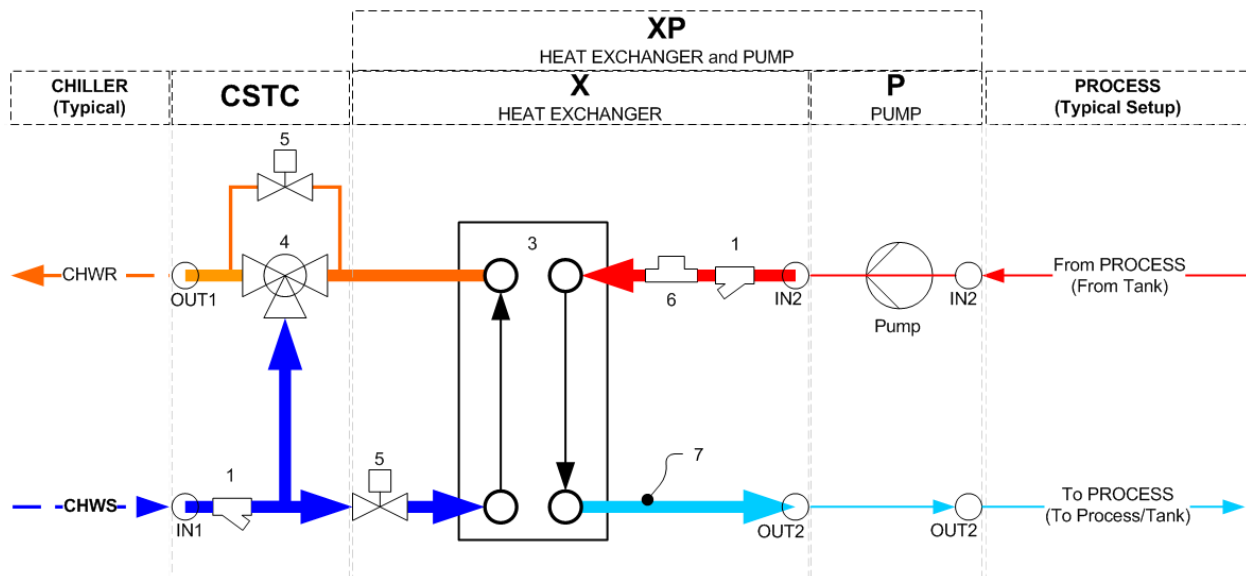 XP
HEAT EXCHANGER and PUMP
CHILLER
(Typical)
CSTC
X
HEAT EXCHANGER
P
PUMP
PROCESS
(Typical Setup)
5
4
3
1
6
CHWR
OUT1
IN2
Pump
IN2
From PROCESS
(From Tank)
1
5
7
CHWS
IN1
OUT2
OUT2
To PROCESS
(To Process/Tank)